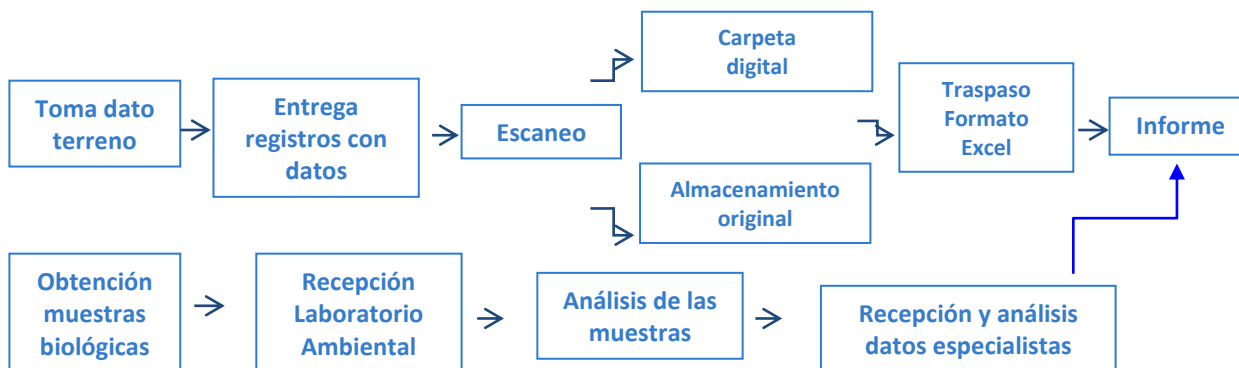 Toma dato
terreno
Entrega
registros con
datos
Escaneo
Carpeta
digital
Almacenamiento
original
Traspaso
Formato
Excel
Informe
Obtención
muestras
biológicas
Recepción
Laboratorio
Ambiental
Análisis de las
muestras
Recepción y análisis
datos especialistas